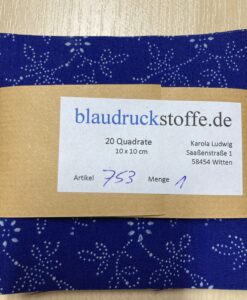 blaudruckstoffe.de
20 Quadrate
10 x 10 cm
Karola Ludwig
Saaßenstraße 1
58454 Witten
Artikel 753 Menge 1